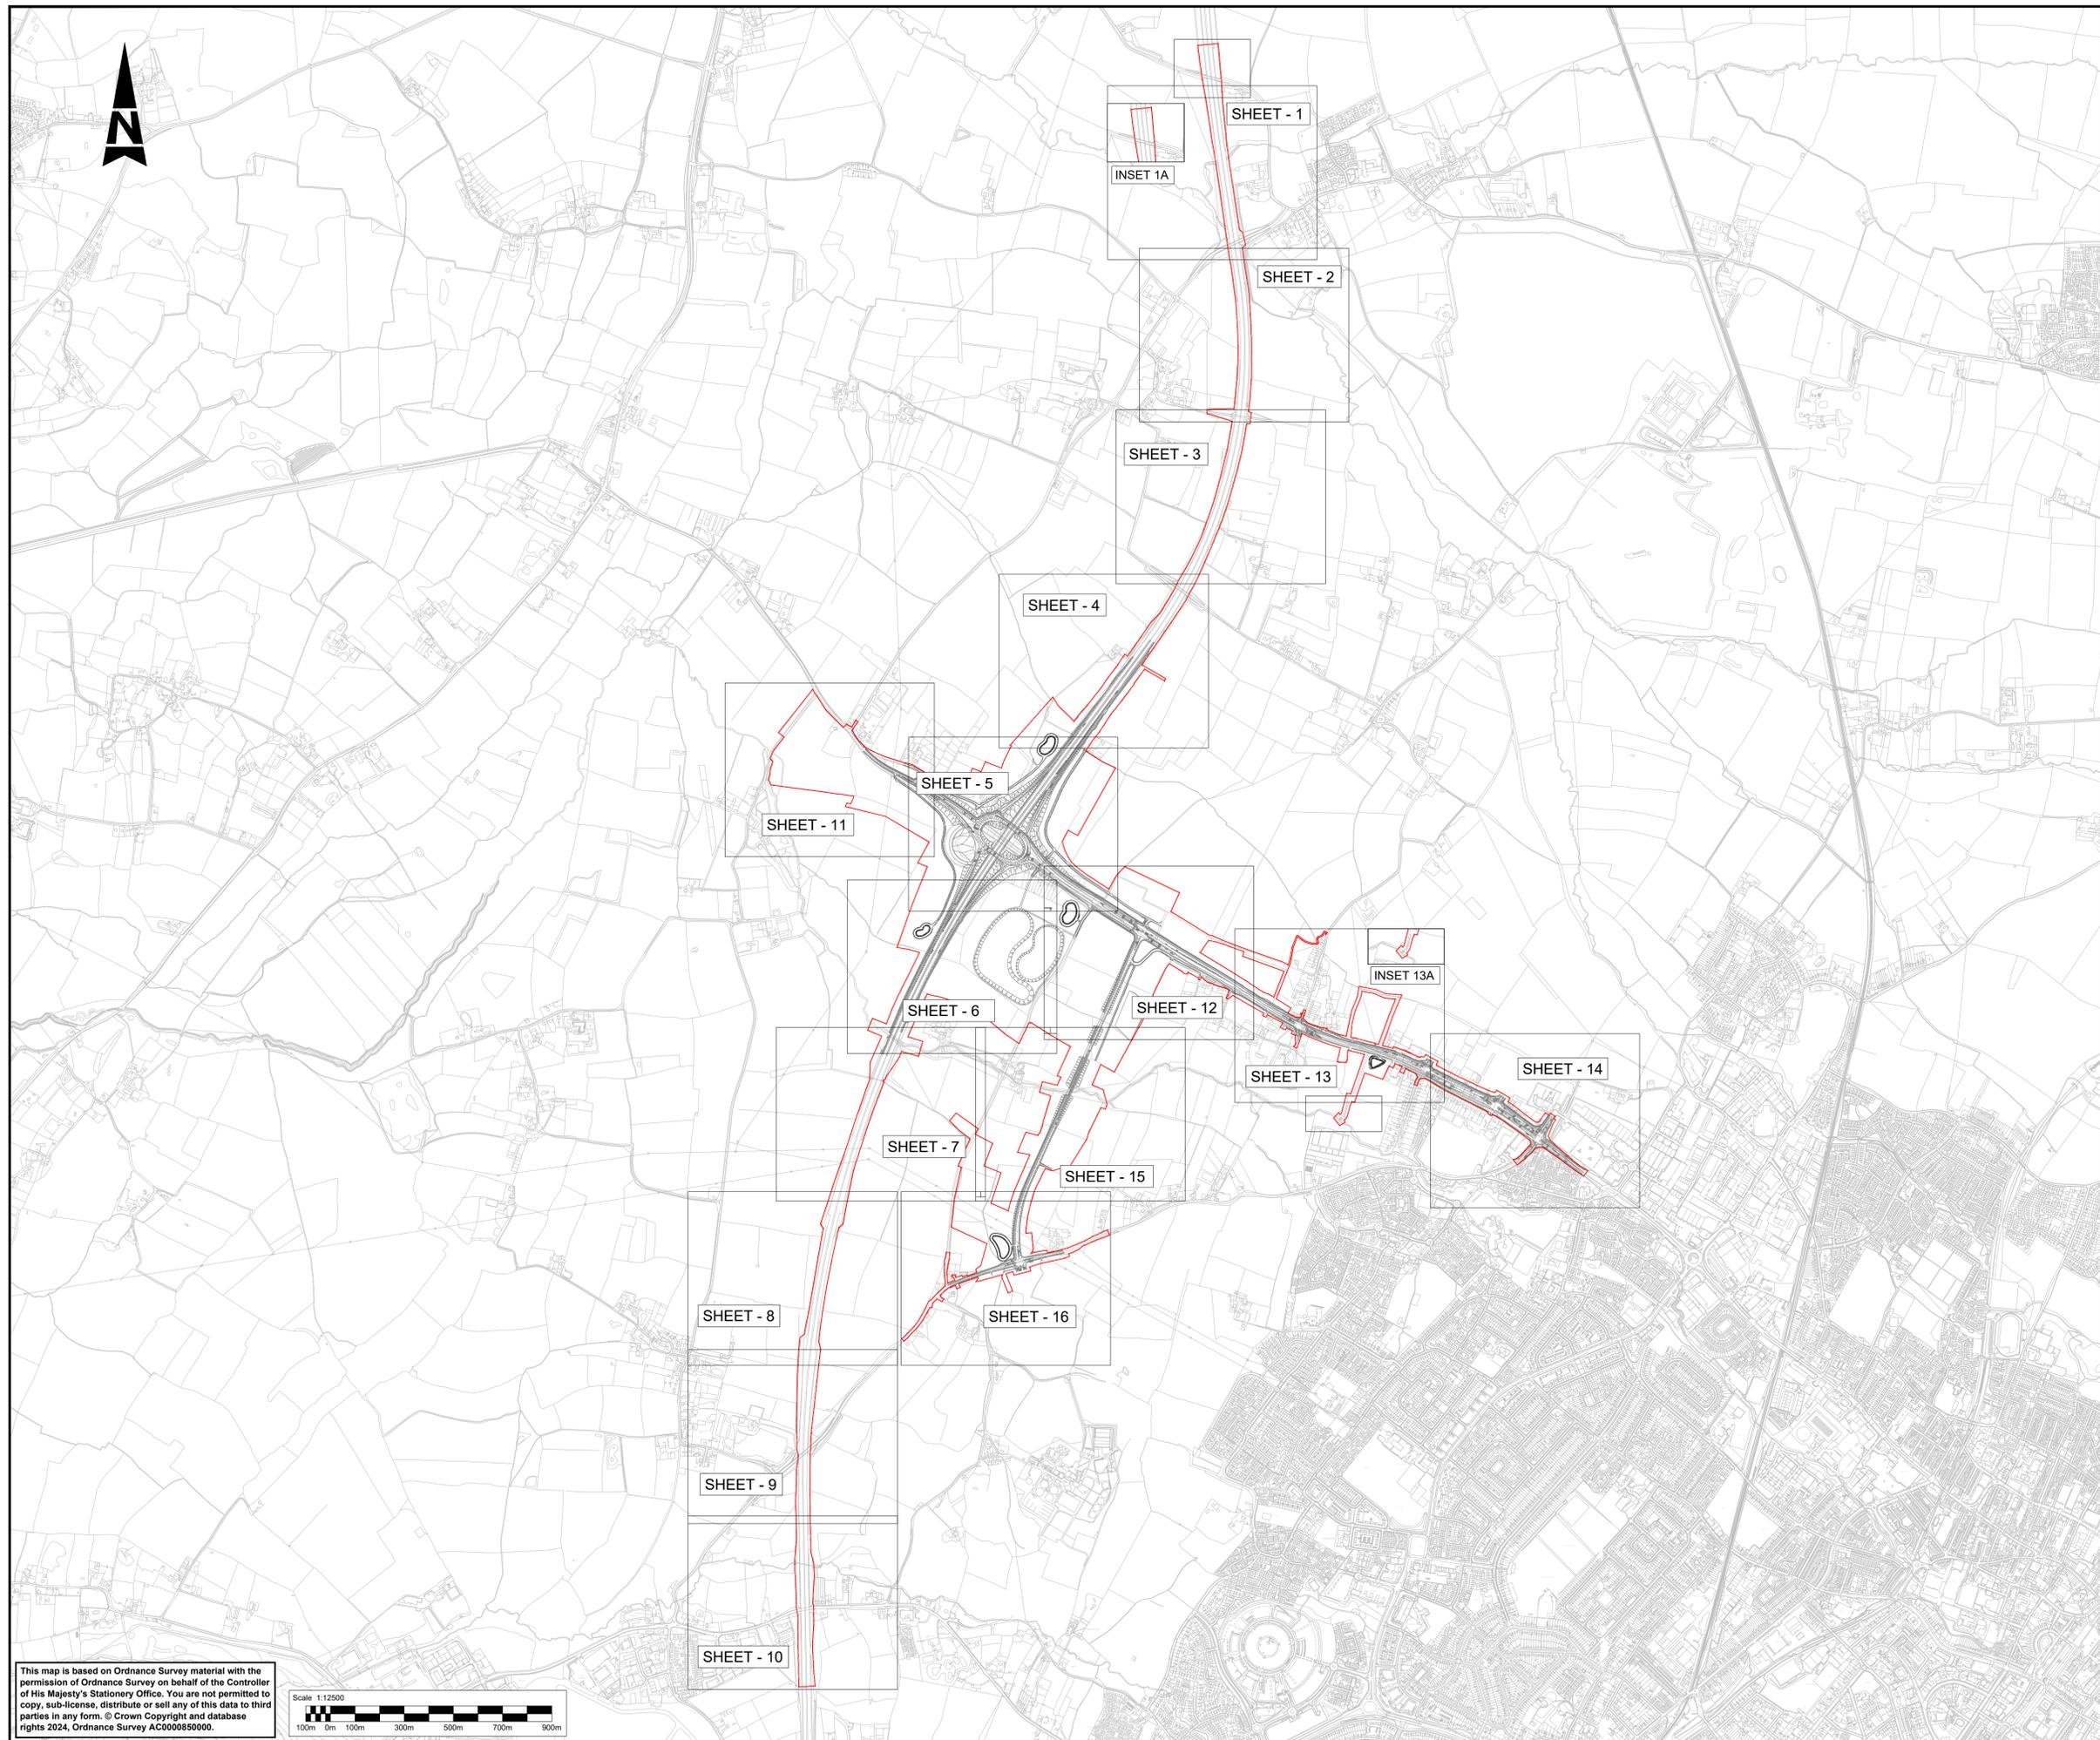 N
SHEET - 1
INSET 1A
SHEET - 2
SHEET - 3
SHEET - 4
SHEET - 5
SHEET - 11
SHEET - 6
SHEET - 12
INSET 13A
SHEET - 13
SHEET - 14
SHEET - 7
SHEET - 15
SHEET - 8
SHEET - 16
SHEET - 9
SHEET - 10
This map is based on Ordnance Survey material with the
permission of Ordnance Survey on behalf of the Controller
of His Majesty's Stationery Office. You are not permitted to
copy, sub-license, distribute or sell any of this data to third
parties in any form. © Crown Copyright and database
rights 2024, Ordnance Survey AC0000850000.
Scale 1:12500
100m 0m 100m 300m 500m 700m 900m